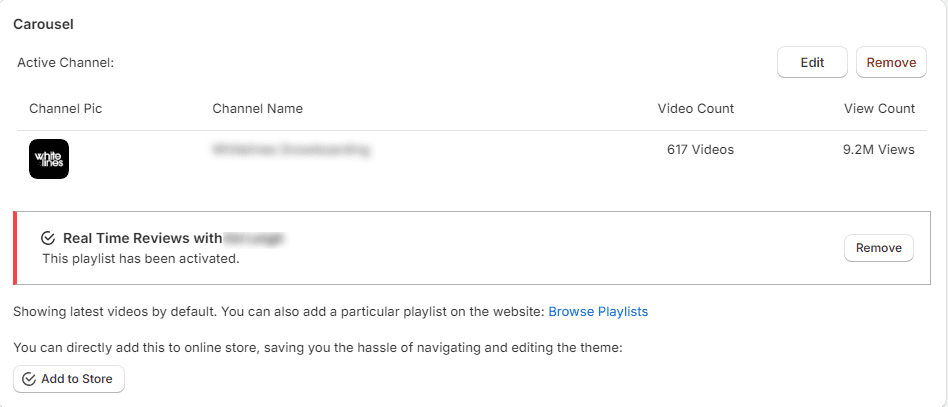 Carousel
Active Channel:
Edit
Remove
Channel Pic
Channel Name
Video Count
View Count
white
lines
617 Videos
9.2M Views
Real Time Reviews with
This playlist has been activated.
Remove
Showing latest videos by default. You can also add a particular playlist on the website: Browse Playlists
You can directly add this to online store, saving you the hassle of navigating and editing the theme:
Add to Store